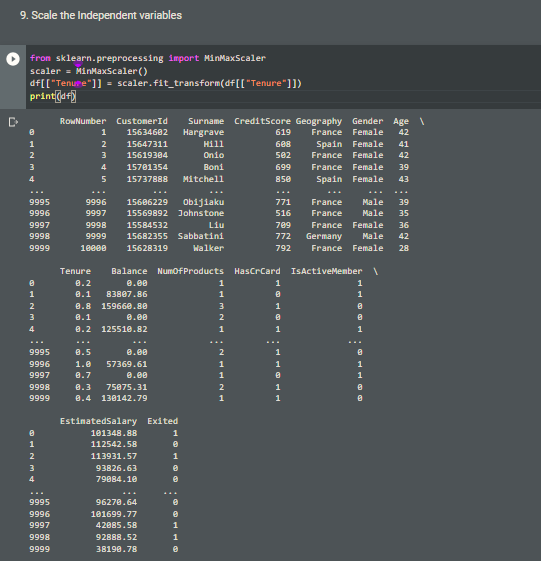 9. Scale the Independent variables
from sklearn.preprocessing import MinMaxScaler
scaler = MinMaxScaler()
df[["Tenure"]] = scaler.fit_transform(df[["Tenure"]])
print(df)
RowNumber CustomerId Surname CreditScore Geography Gender Age \
0 1 15634602 Hargrave 619 France Female 42
1 2 15647311 Hill 608 Spain Female 41
2 3 15619304 Onio 502 France Female 42
3 4 15701354 Boni 699 France Female 39
4 5 15737888 Mitchell 850 Spain Female 43
... ... ... ... ... ... ... ...
9995 9996 15606229 Obijiaku 771 France Male 39
9996 9997 15569892 Johnstone 516 France Male 35
9997 9998 15584532 Liu 709 France Female 36
9998 9999 15682355 Sabbatini 772 Germany Male 42
9999 10000 15628319 Walker 792 France Female 28
Tenure Balance NumOfProducts HasCrCard IsActiveMember \
0 0.2 0.00 1 1 1
1 0.1 83807.86 1 0 1
2 0.8 159660.80 3 1 0
3 0.1 0.00 2 0 0
4 0.2 125510.82 1 1 1
... ... ... ... ... ...
9995 0.5 0.00 2 1 0
9996 1.0 57369.61 1 1 1
9997 0.7 0.00 1 0 1
9998 0.3 75075.31 2 1 0
9999 0.4 130142.79 1 1 0
EstimatedSalary Exited
0 101348.88 1
1 112542.58 0
2 113931.57 1
3 93826.63 0
4 79084.10 0
... ... ...
9995 96270.64 0
9996 101699.77 0
9997 42085.58 1
9998 92888.52 1
9999 38190.78 0